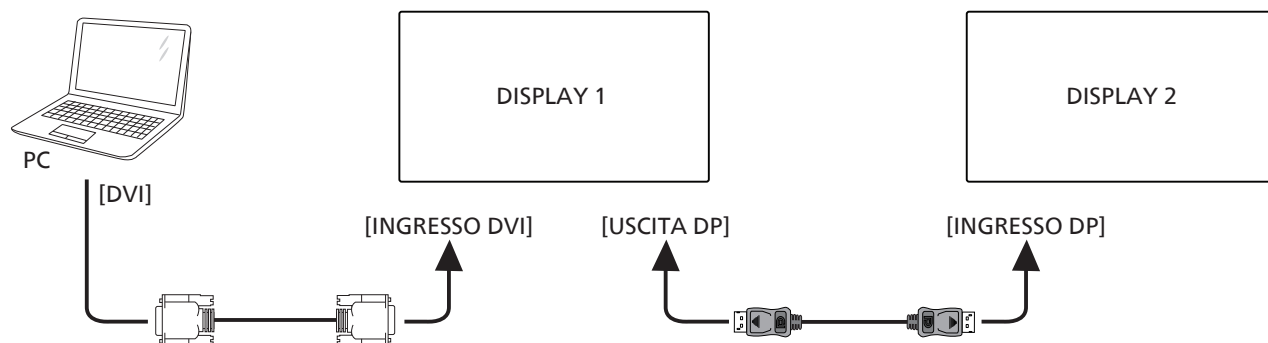 DISPLAY 1
DISPLAY 2
PC
[DVI]
[INGRESSO DVI]
[USCITA DP]
[INGRESSO DP]